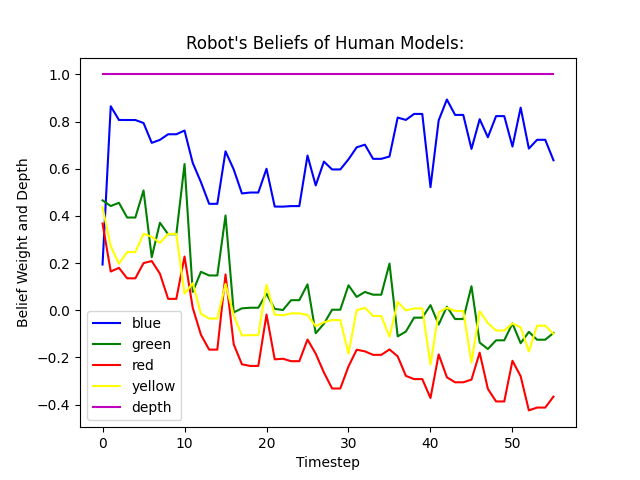 Robot's Beliefs of Human Models:
Belief Weight and Depth
1.0
0.8
0.6
0.4
0.2
0.0
−0.2
−0.4
blue
green
red
yellow
depth
0
10
20
30
40
50
Timestep